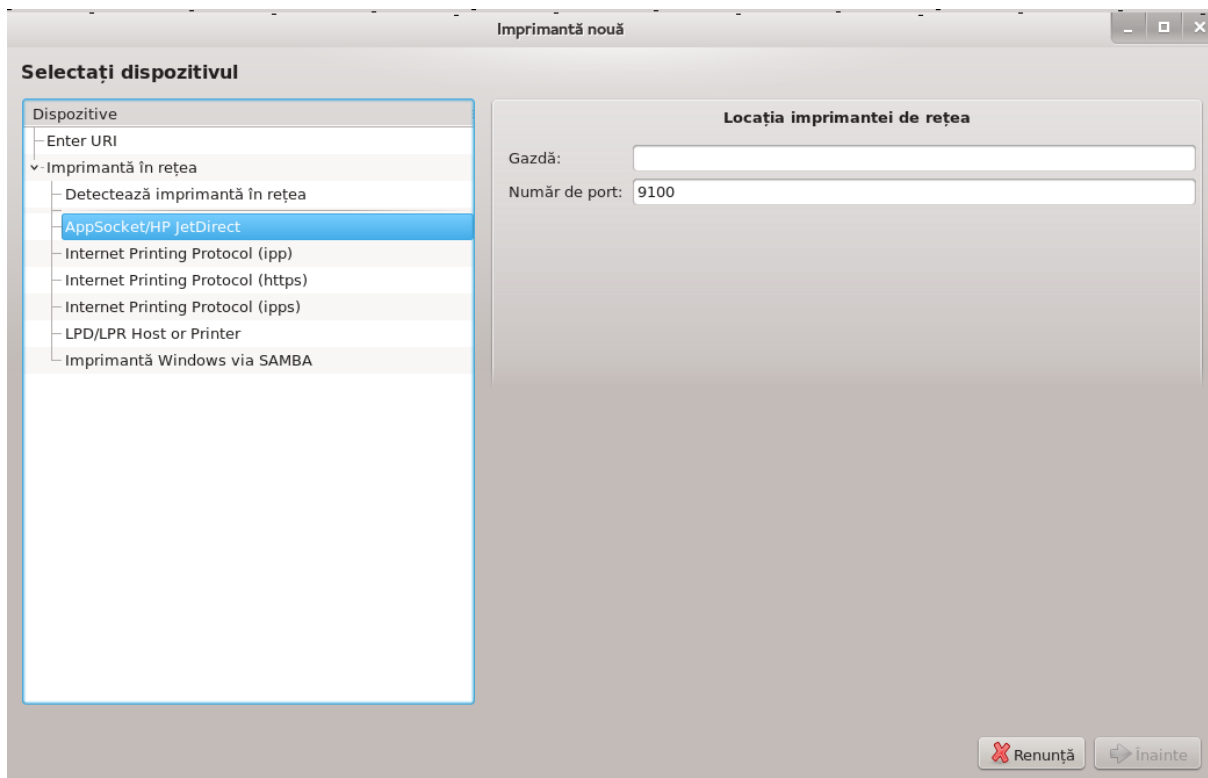 Imprimantă nouă
Selectați dispozitivul
Dispozitive
Enter URI
Imprimantă în rețea
Detectează imprimantă în rețea
AppSocket/HP JetDirect
Internet Printing Protocol (ipp)
Internet Printing Protocol (https)
Internet Printing Protocol (ipps)
LPD/LPR Host or Printer
Imprimantă Windows via SAMBA
Locația imprimantei de rețea
Gazdă:
Număr de port: 9100
Renunță
Înainte